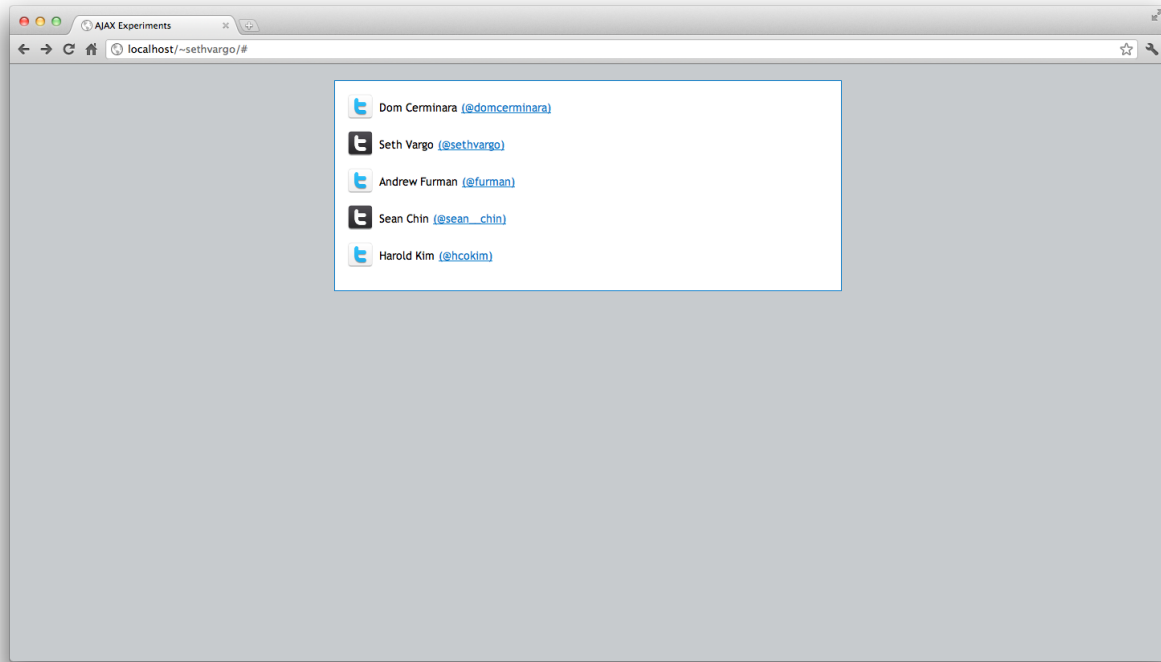 AJAX Experiments
localhost/~sethvargo/#
Dom Cerminara (@domcerminara)
Seth Vargo (@sethvargo)
Andrew Furman (@furman)
Sean Chin (@sean__chin)
Harold Kim (@hcokim)